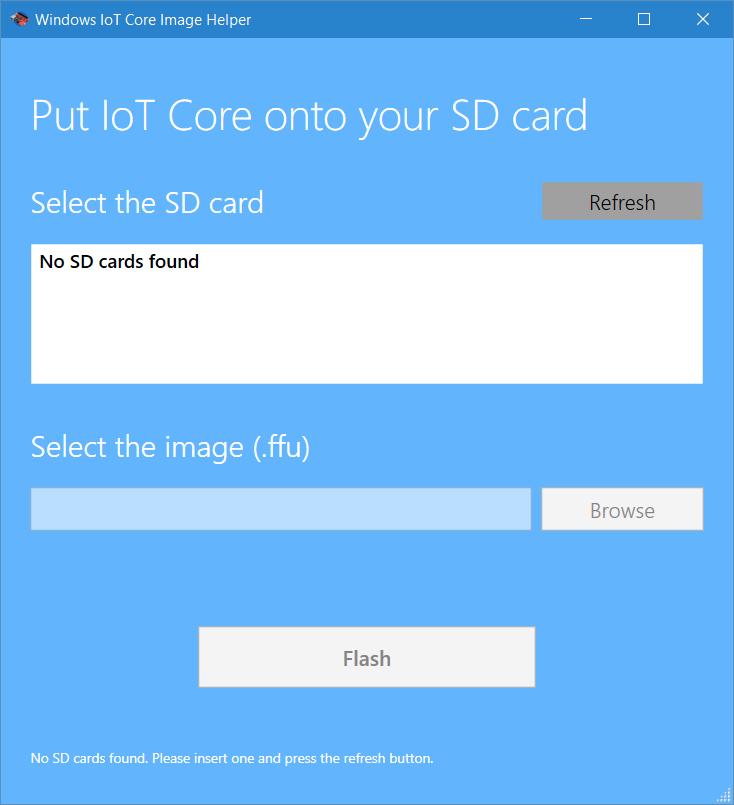 Windows IoT Core Image Helper
Put IoT Core onto your SD card
Select the SD card
Refresh
No SD cards found
Select the image (.ffu)
Browse
Flash
No SD cards found. Please insert one and press the refresh button.